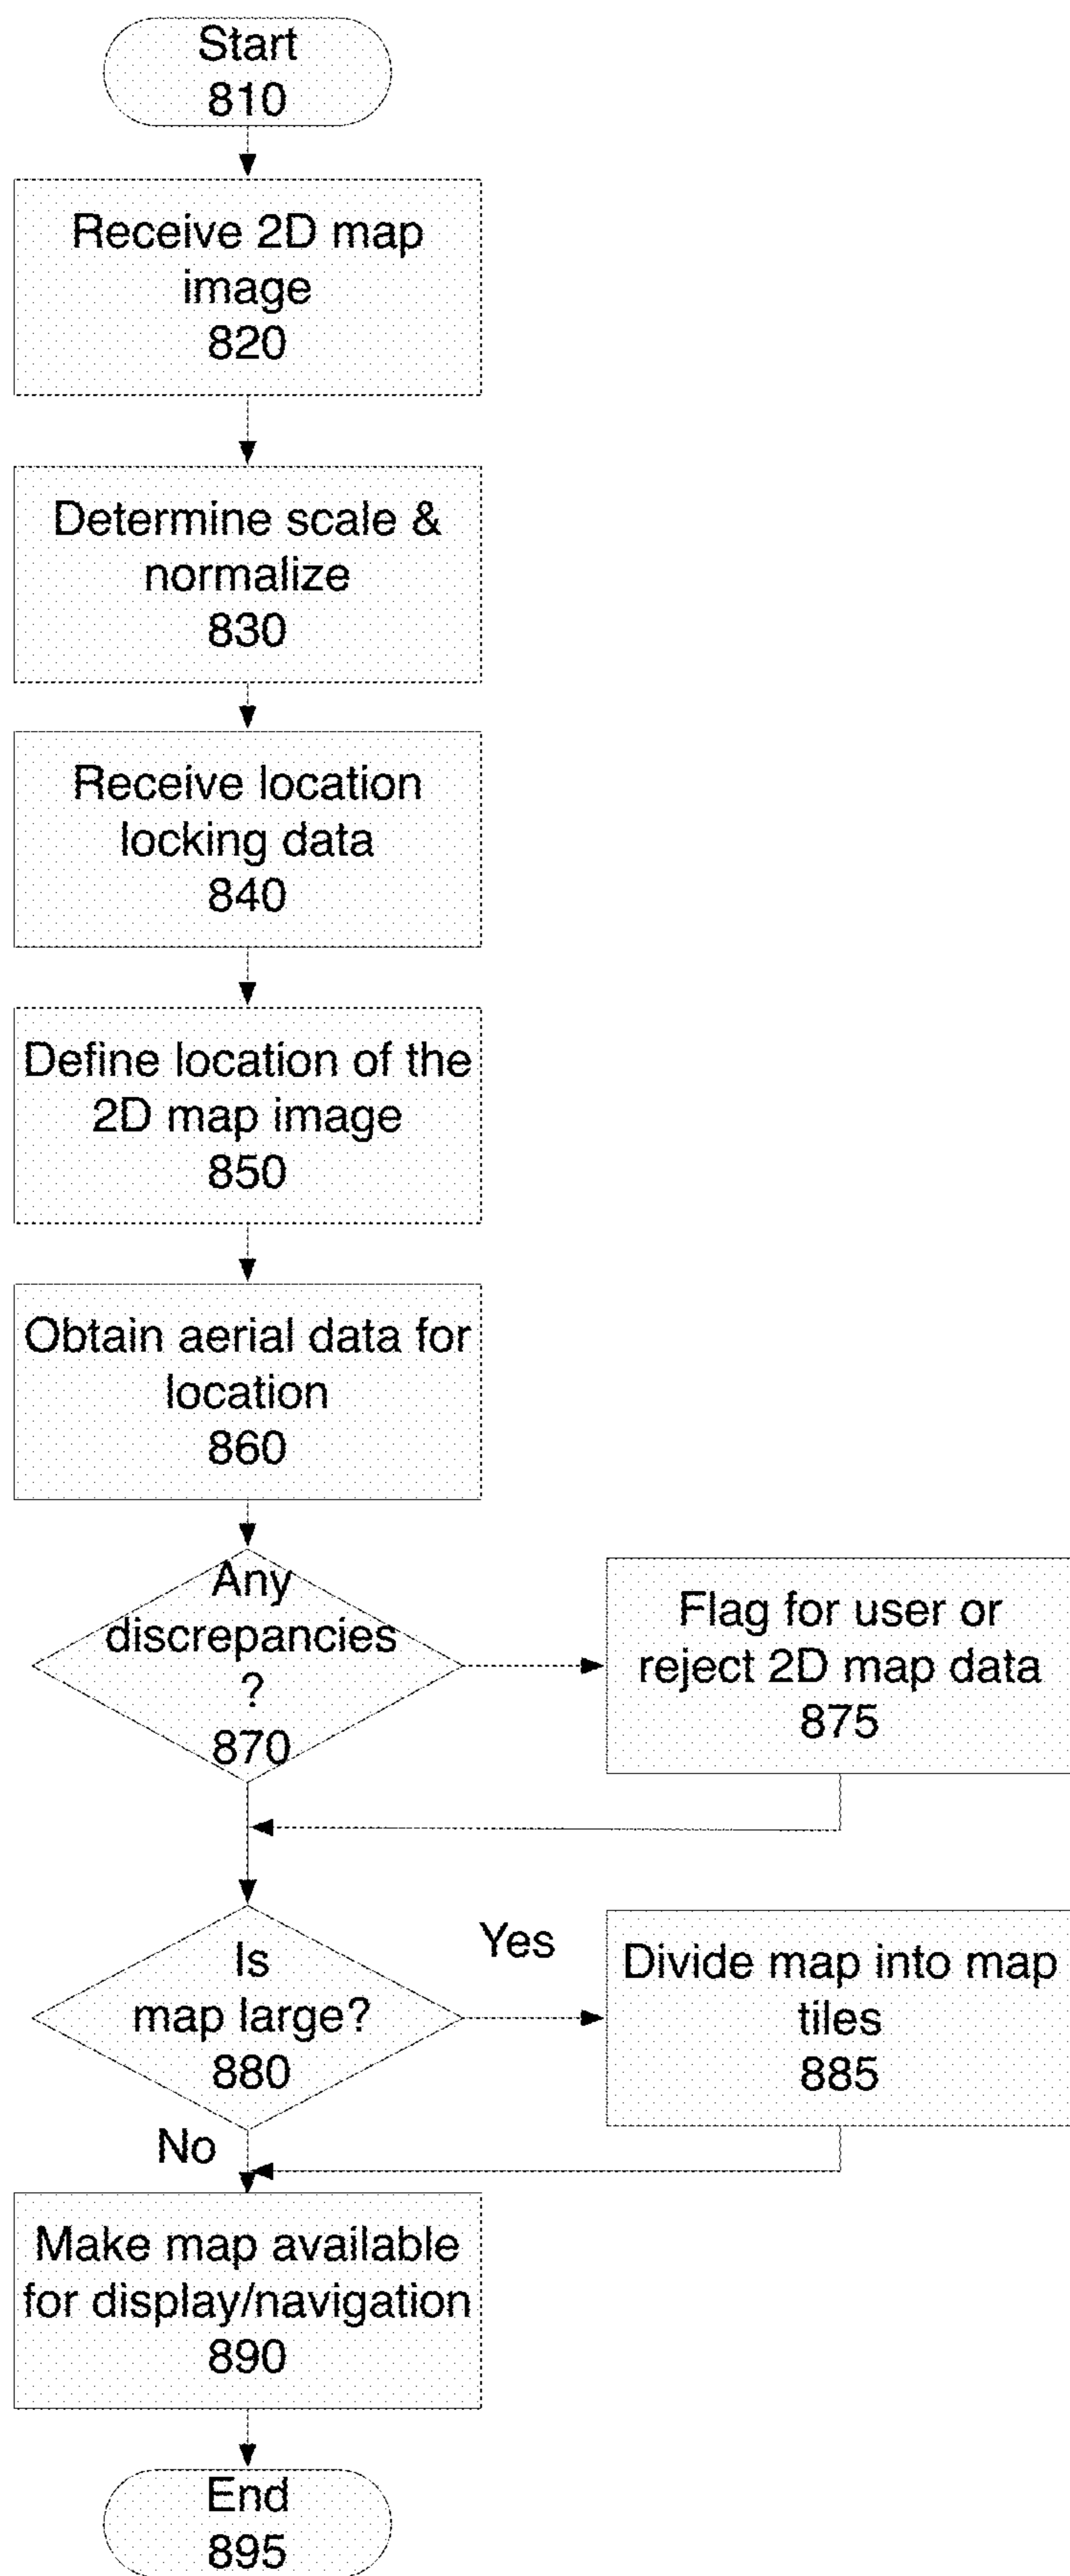 Start
810
Receive 2D map
image
820
Determine scale &
normalize
830
Receive location
locking data
840
Define location of the
2D map image
850
Obtain aerial data for
location
860
Any
discrepancies
?
870
Flag for user or
reject 2D map data
875
Is
map large?
880
Yes
Divide map into map
tiles
885
No
Make map available
for display/navigation
890
End
895